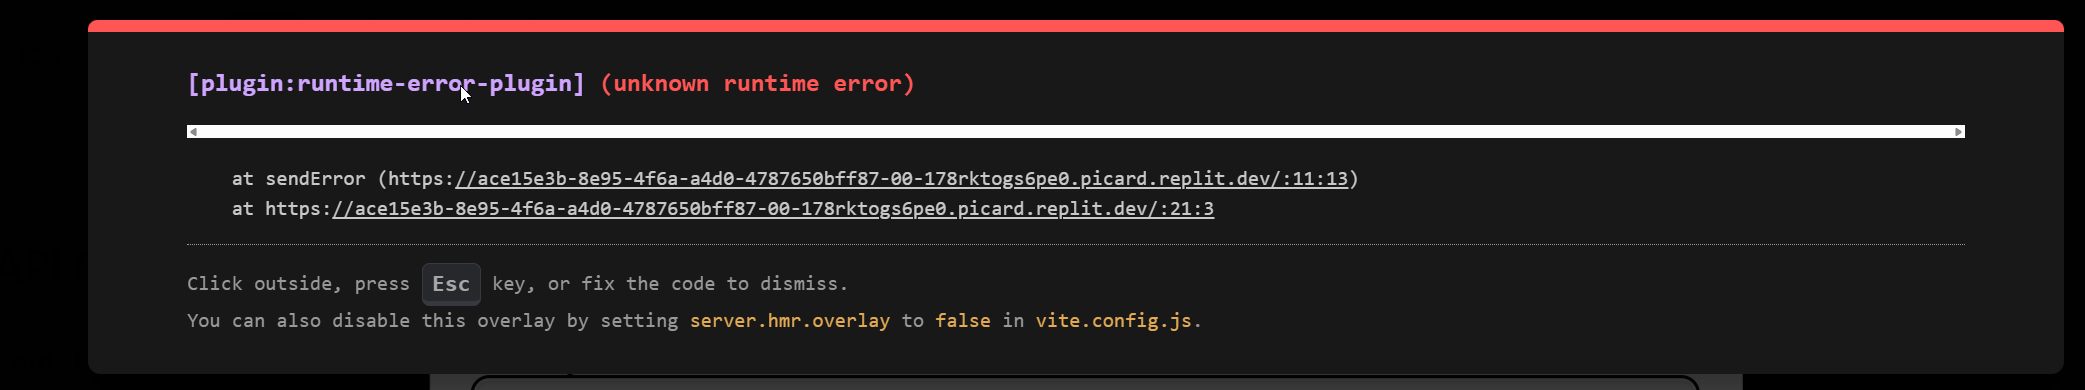 [plugin:runtime-error-plugin] (unknown runtime error)
at sendError (https://ace15e3b-8e95-4f6a-a4d0-4787650bff87-00-178rktogs6pe0.picard.replit.dev/:11:13)
at https://ace15e3b-8e95-4f6a-a4d0-4787650bff87-00-178rktogs6pe0.picard.replit.dev/:21:3
Click outside, press Esc key, or fix the code to dismiss.
You can also disable this overlay by setting server.hmr.overlay to false in vite.config.js.